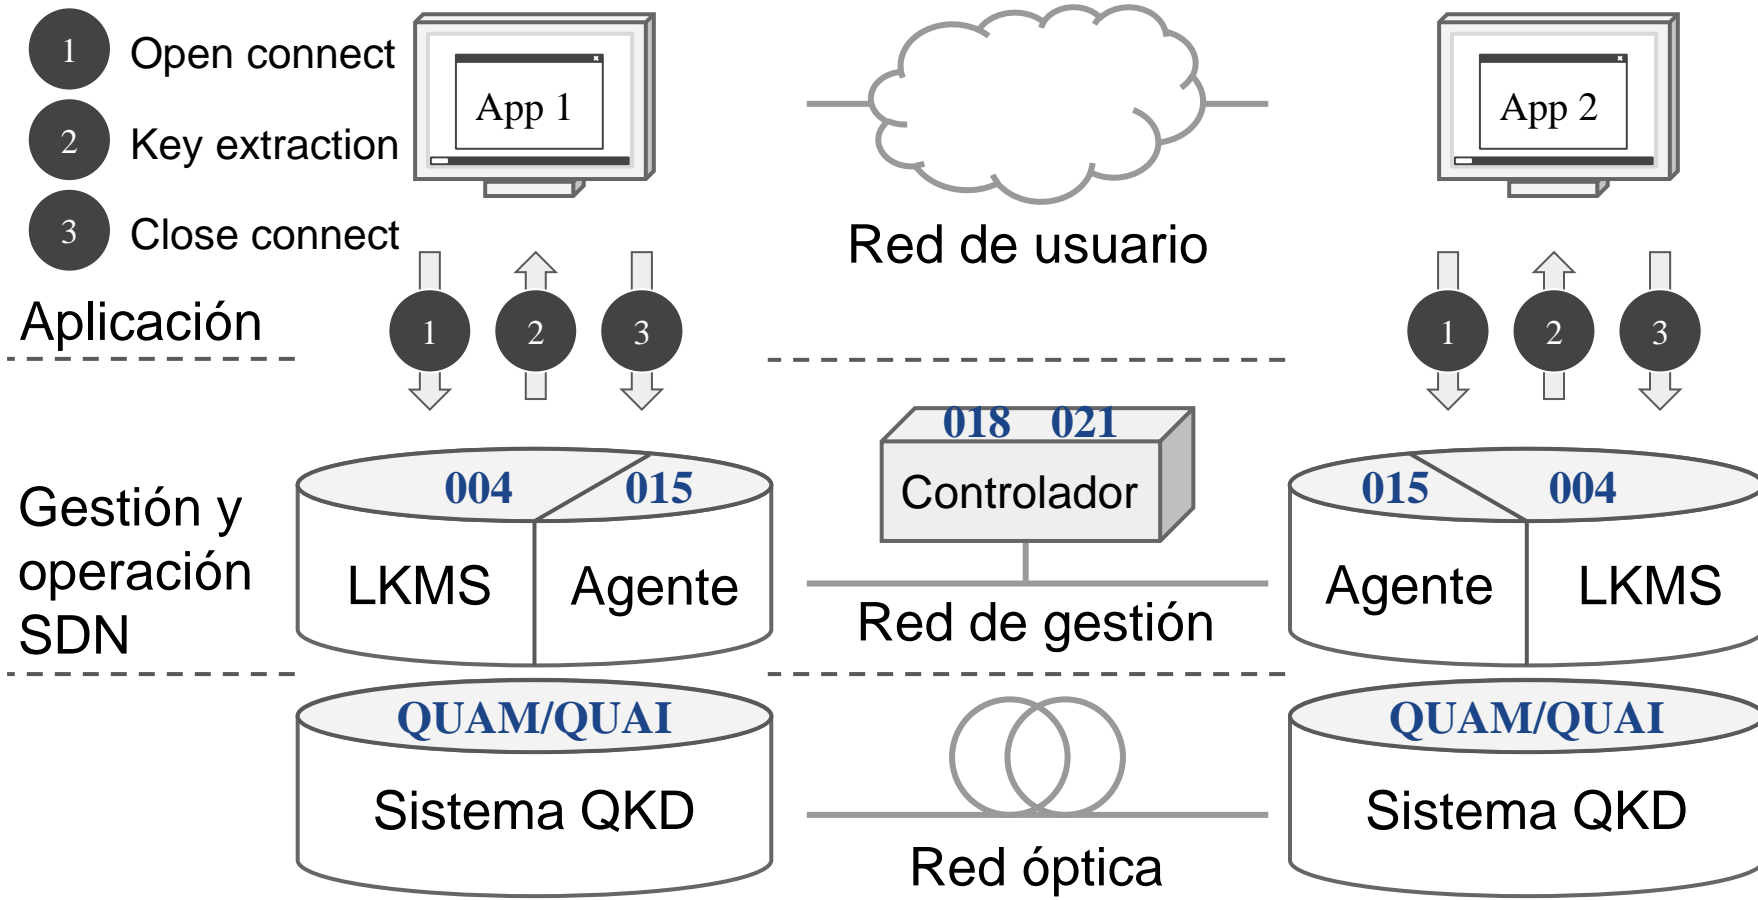 1 Open connect
2 Key extraction
3 Close connect
App 1
App 2
Red de usuario
Aplicación
1 2 3
1 2 3
018 021
Controlador
Gestión y
operación
SDN
004 015
LKMS Agente
Red de gestión
015 004
Agente LKMS
QUAM/QUAI
Sistema QKD
Red óptica
QUAM/QUAI
Sistema QKD